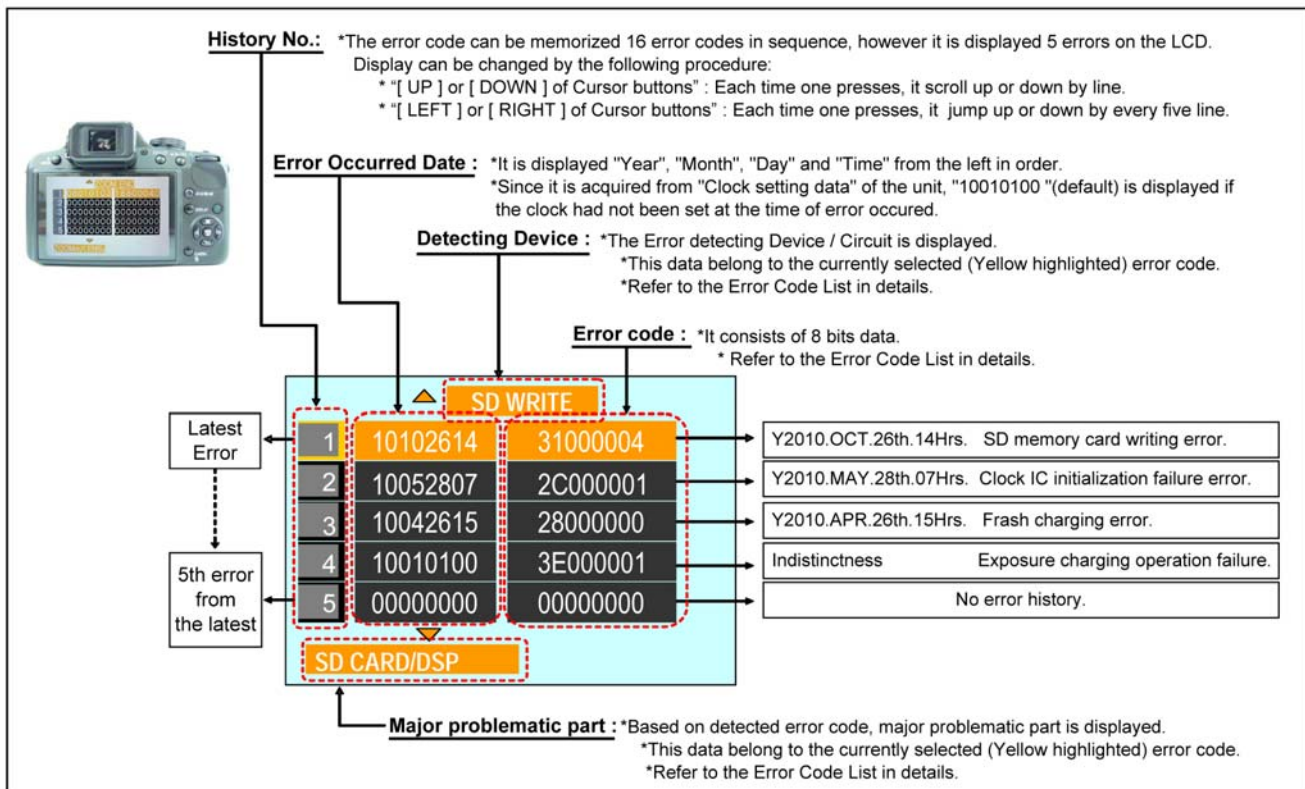 History No.: *The error code can be memorized 16 error codes in sequence, however it is displayed 5 errors on the LCD.
Display can be changed by the following procedure:
* "[ UP ] or [ DOWN ] of Cursor buttons" : Each time one presses, it scroll up or down by line.
* "[ LEFT ] or [ RIGHT ] of Cursor buttons" : Each time one presses, it jump up or down by every five line.
Error Occurred Date : *It is displayed "Year", "Month", "Day" and "Time" from the left in order.
*Since it is acquired from "Clock setting data" of the unit, "10010100 "(default) is displayed if
the clock had not been set at the time of error occured.
Detecting Device : *The Error detecting Device / Circuit is displayed.
*This data belong to the currently selected (Yellow highlighted) error code.
*Refer to the Error Code List in details.
Error code : *It consists of 8 bits data.
* Refer to the Error Code List in details.
SD WRITE
Latest
Error
1 10102614 31000004
Y2010.OCT.26th.14Hrs. SD memory card writing error.
2 10052807 2C000001
Y2010.MAY.28th.07Hrs. Clock IC initialization failure error.
3 10042615 28000000
Y2010.APR.26th.15Hrs. Frash charging error.
4 10010100 3E000001
Indistinctness Exposure charging operation failure.
5 00000000 00000000
No error history.
5th error
from
the latest
SD CARD/DSP
Major problematic part : *Based on detected error code, major problematic part is displayed.
*This data belong to the currently selected (Yellow highlighted) error code.
*Refer to the Error Code List in details.